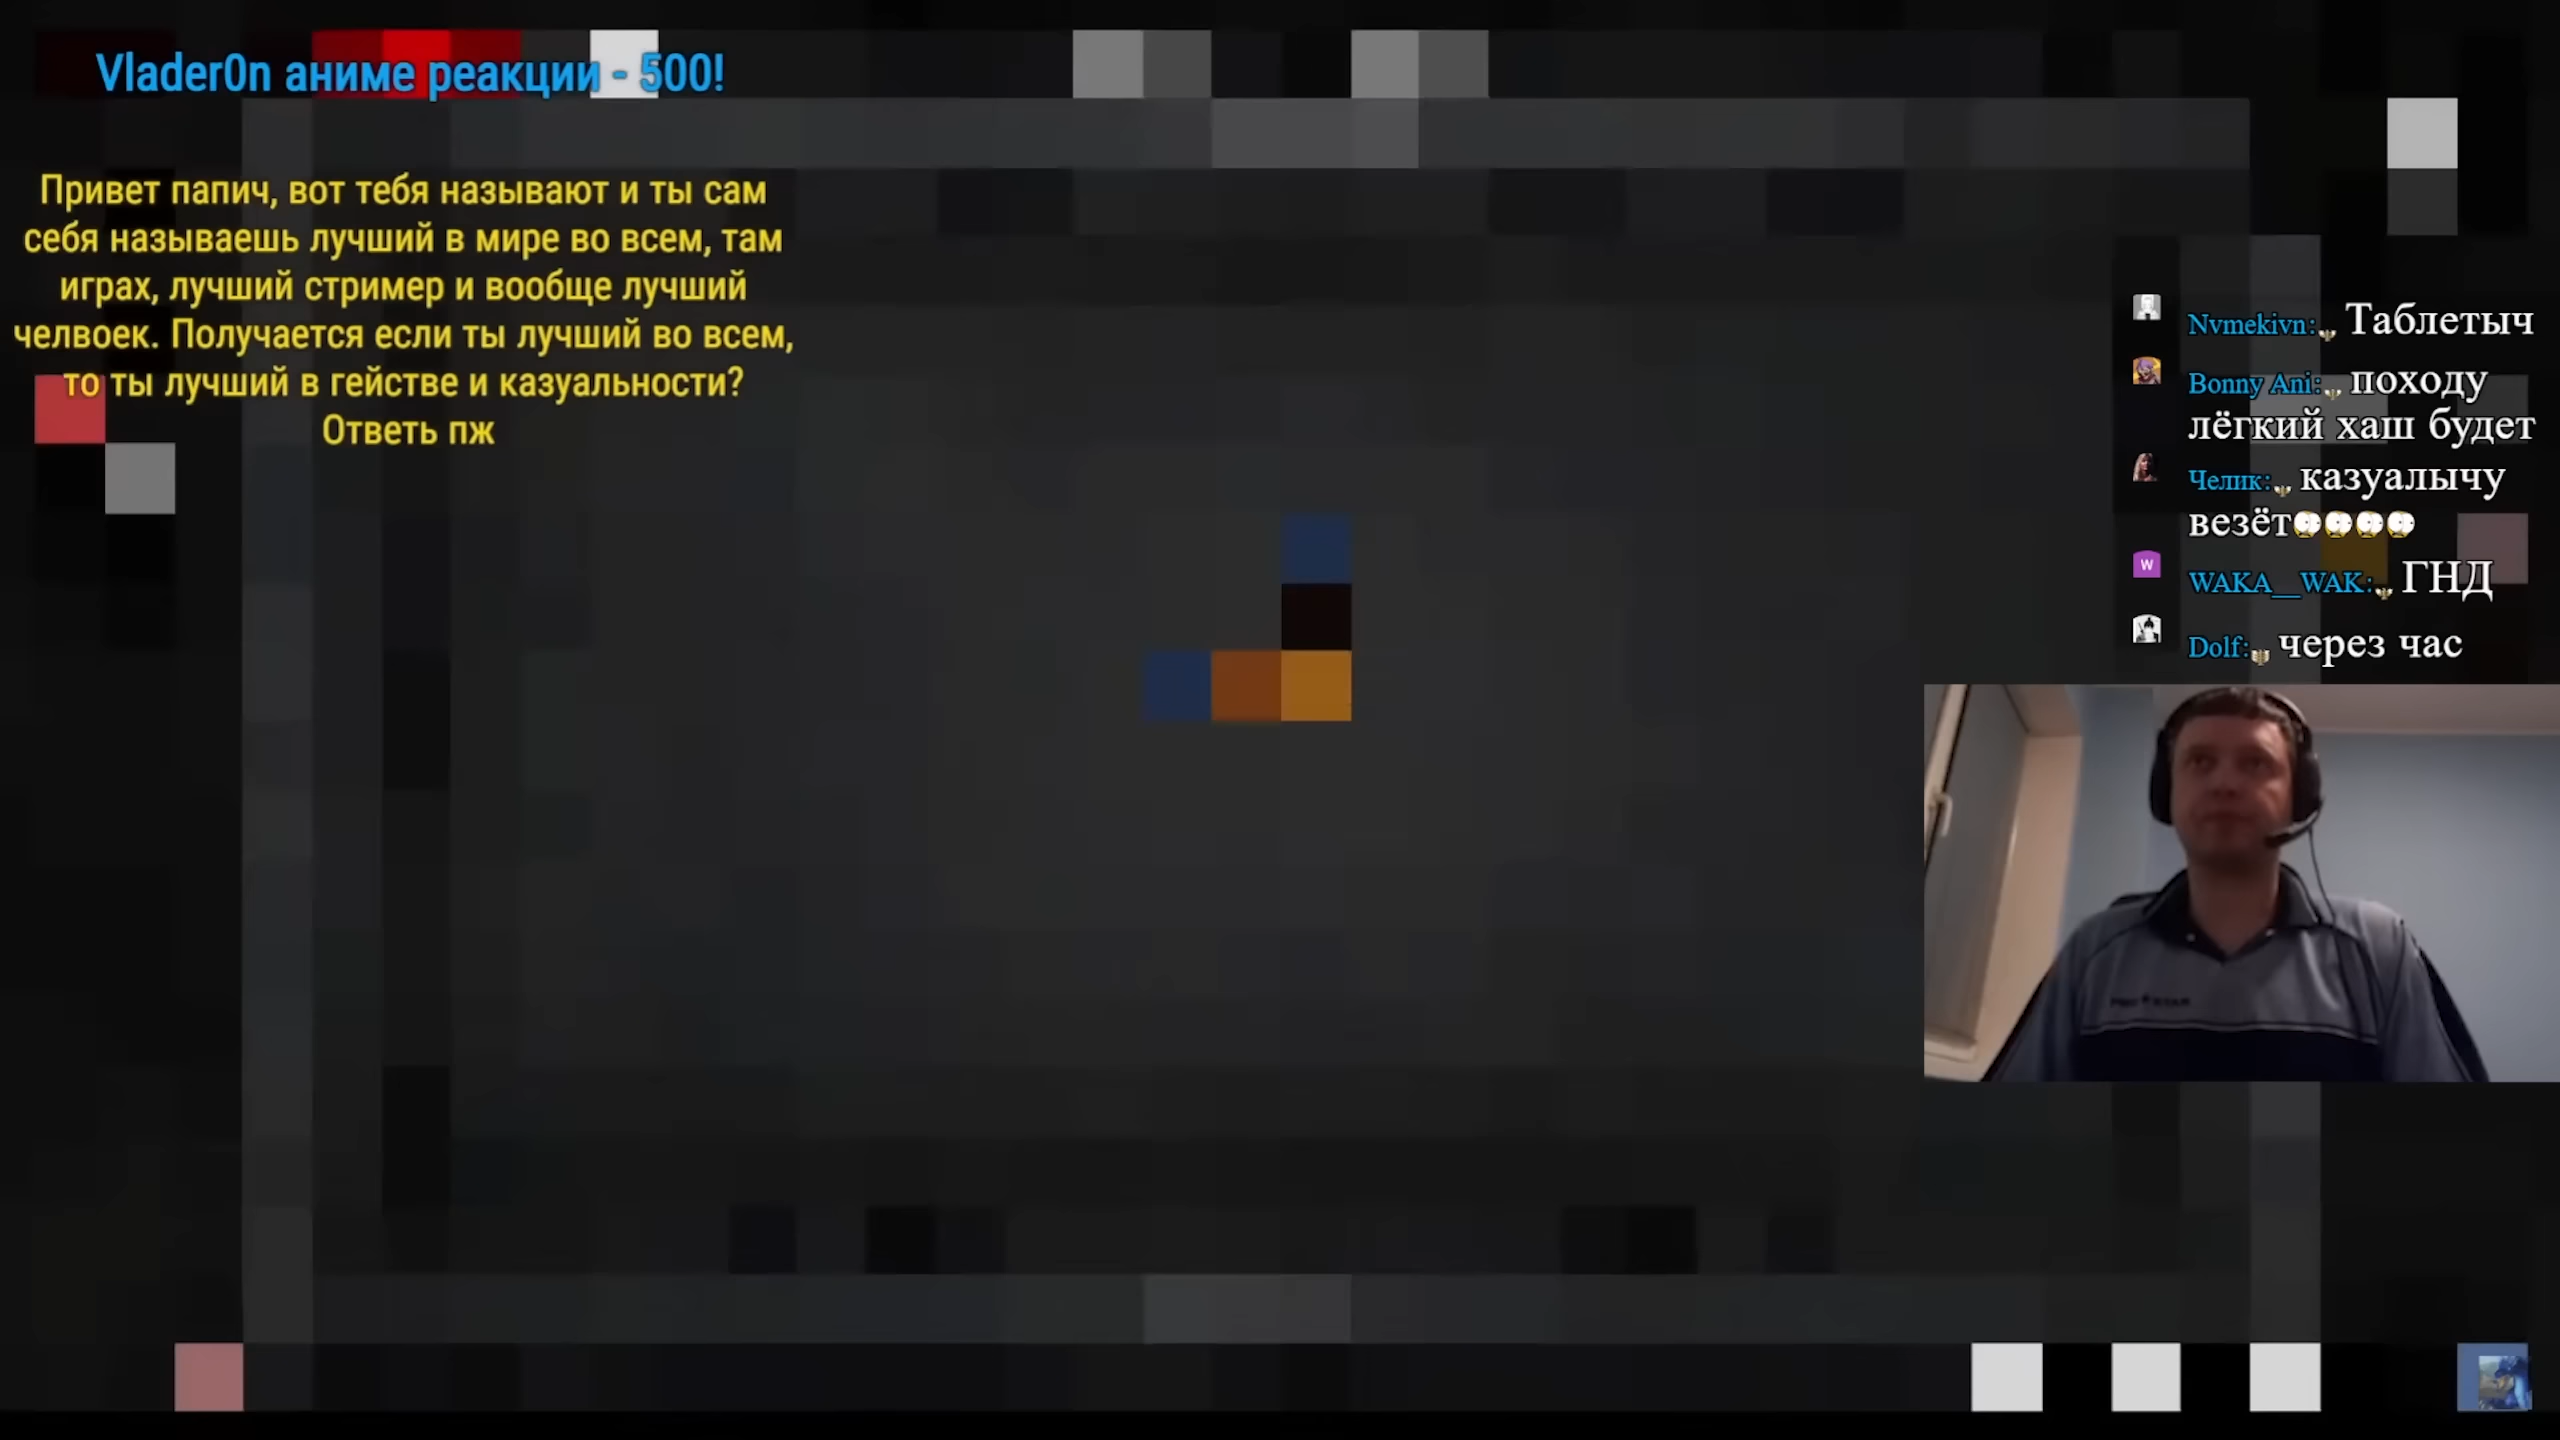 Vlader0n аниме реакции - 500!
Привет папич, вот тебя называют и ты сам
себя называешь лучший в мире во всем, там
играх, лучший стример и вообще лучший
челвоек. Получается если ты лучший во всем,
то ты лучший в гействе и казуальности?
Ответь пж
Nvmekivn: Таблетыч
Bonny Ani: походу
лёгкий хаш будет
Челик: казуалычу
везёт
W
WAKA__WAK: ГНД
Dolf: через час